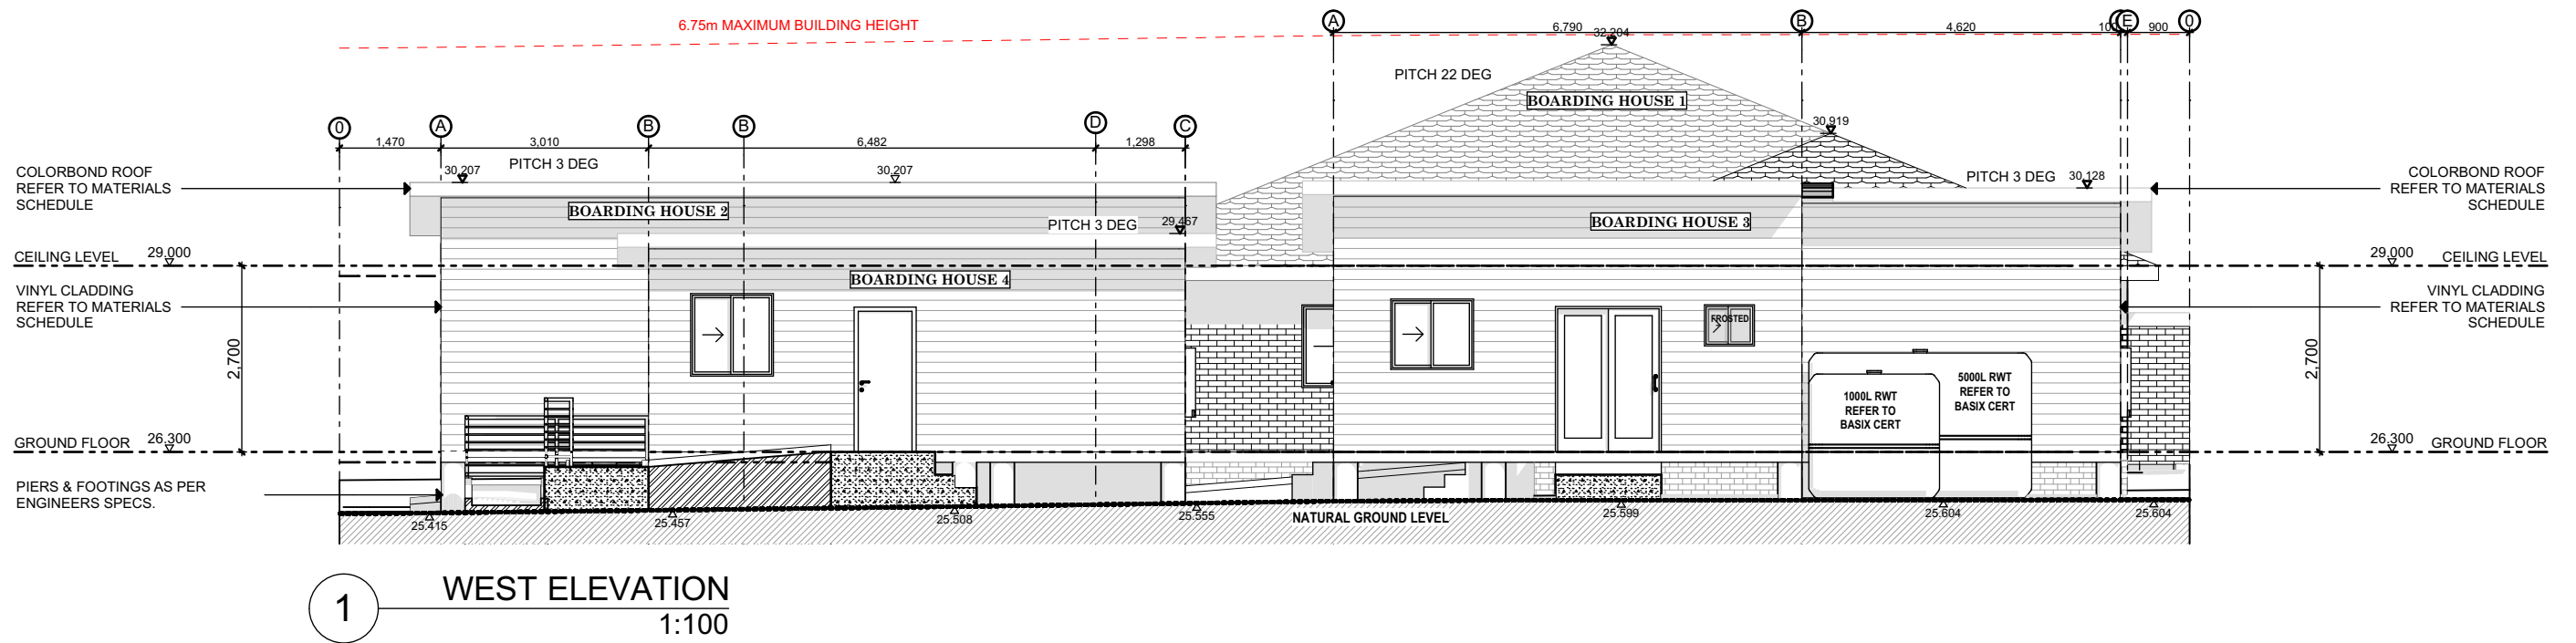 6.75m MAXIMUM BUILDING HEIGHT
A
B
E
0
6,790
4,620
100
900
32.204
PITCH 22 DEG
BOARDING HOUSE 1
30.919
0
A
B
B
D
C
1,470
3,010
6,482
1,298
PITCH 3 DEG
30.207
30.207
PITCH 3 DEG
30.128
COLORBOND ROOF
REFER TO MATERIALS
SCHEDULE
COLORBOND ROOF
REFER TO MATERIALS
SCHEDULE
BOARDING HOUSE 2
PITCH 3 DEG
29.467
BOARDING HOUSE 3
CEILING LEVEL
29.000
29.000
CEILING LEVEL
BOARDING HOUSE 4
VINYL CLADDING
REFER TO MATERIALS
SCHEDULE
VINYL CLADDING
REFER TO MATERIALS
SCHEDULE
FROSTED
2,700
2,700
1000L RWT
REFER TO
BASIX CERT
5000L RWT
REFER TO
BASIX CERT
GROUND FLOOR
26.300
26.300
GROUND FLOOR
PIERS & FOOTINGS AS PER
ENGINEERS SPECS.
25.415
25.457
25.508
25.555
NATURAL GROUND LEVEL
25.599
25.604
25.604
1
WEST ELEVATION
1:100